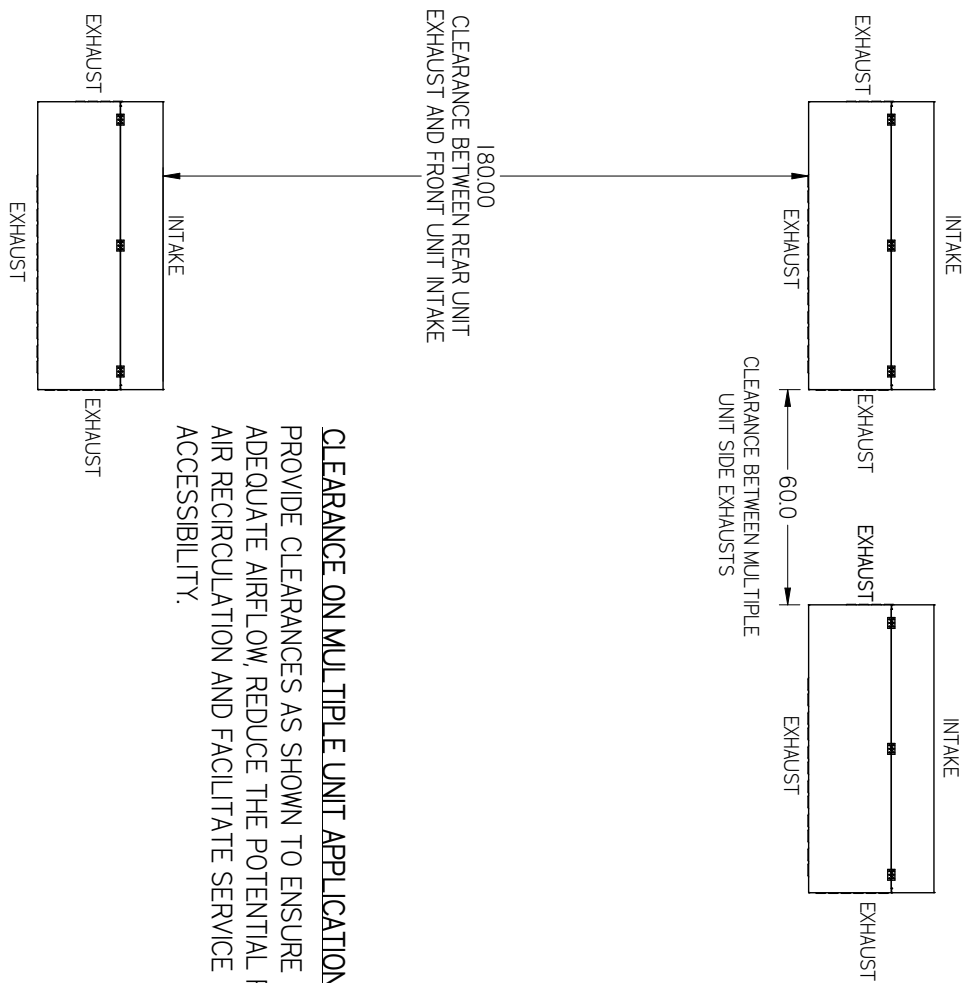 INTAKE
INTAKE
EXHAUST
EXHAUST
EXHAUST
EXHAUST
EXHAUST
EXHAUST
60.0
CLEARANCE BETWEEN MULTIPLE
UNIT SIDE EXHAUSTS
180.00
CLEARANCE BETWEEN REAR UNIT
EXHAUST AND FRONT UNIT INTAKE
INTAKE
EXHAUST
EXHAUST
EXHAUST
CLEARANCE ON MULTIPLE UNIT APPLICATION
PROVIDE CLEARANCES AS SHOWN TO ENSURE
ADEQUATE AIRFLOW, REDUCE THE POTENTIAL
AIR RECIRCULATION AND FACILITATE SERVICE
ACCESSIBILITY.